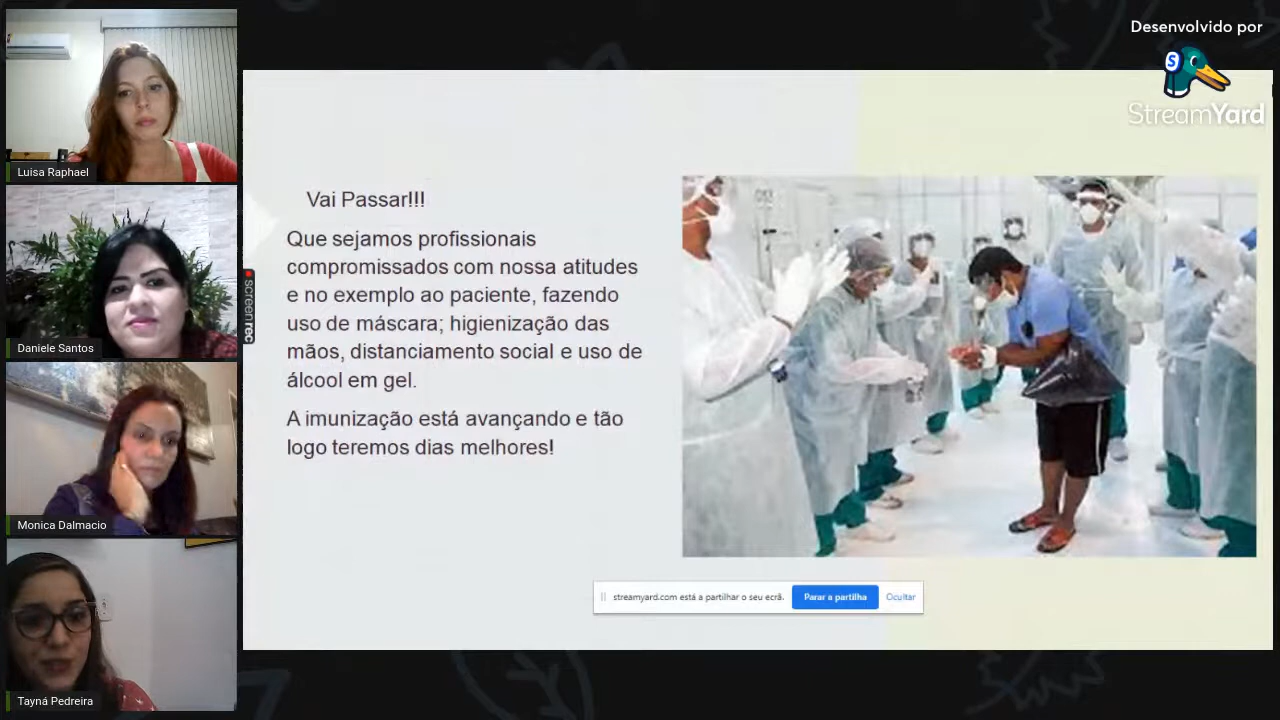 Desenvolvido por
StreamYard
Luisa Raphael
Daniele Santos
Monica Dalmacio
Tayná Pedreira
screenrec
Vai Passar!!!
Que sejamos profissionais
compromissados com nossa atitudes
e no exemplo ao paciente, fazendo
uso de máscara; higienização das
mãos, distanciamento social e uso de
álcool em gel.
A imunização está avançando e tão
logo teremos dias melhores!
streamyard.com está a partilhar o seu ecrã.
Parar a partilha
Ocultar